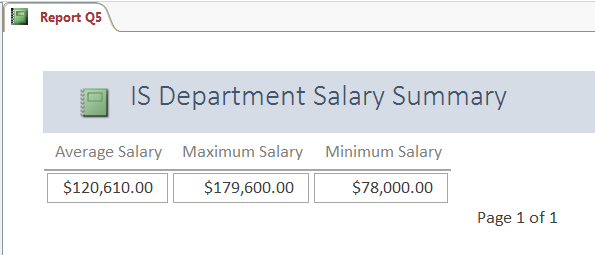 Report Q5
IS Department Salary Summary
Average Salary Maximum Salary Minimum Salary
$120,610.00 $179,600.00 $78,000.00
Page 1 of 1